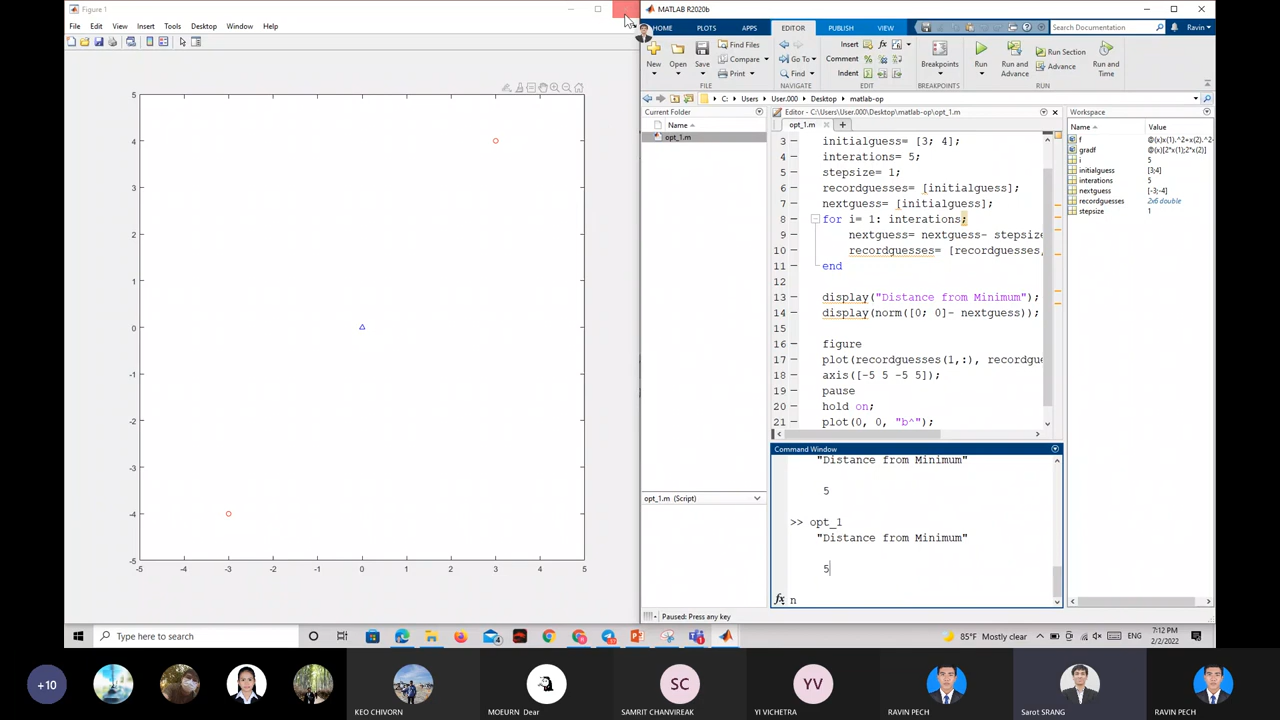 Figure 1
File Edit View Insert Tools Desktop Window Help
5
4
3
2
1
0
-1
-2
-3
-4
-5
-5 -4 -3 -2 -1 0 1 2 3 4 5
MATLAB R2020b
HOME PLOTS APPS EDITOR PUBLISH VIEW
Search Documentation
Ravin
New Open Save
Find Files
Compare
Print
FILE
Go To
Find
NAVIGATE
Insert
Comment
Indent
EDIT
Breakpoints
BREAKPOINTS
Run
Run and Advance
Run Section
Advance
Run and Time
RUN
C: Users User.000 Desktop matlab-op
Current Folder
Name
opt_1.m
opt_1.m (Script)
Editor - C:\Users\User.000\Desktop\matlab-op\opt_1.m
opt_1.m
3 initialguess= [3; 4];
4 interations= 5;
5 stepsize= 1;
6 recordguesses= [initialguess];
7 nextguess= [initialguess];
8 for i= 1: interations;
9 nextguess= nextguess- stepsize
10 recordguesses= [recordguesses,
11 end
12
13 display("Distance from Minimum");
14 display(norm([0; 0]- nextguess));
15
16 figure
17 plot(recordguesses(1,:), recordgue
18 axis([-5 5 -5 5]);
19 pause
20 hold on;
21 plot(0, 0, "b^");
Workspace
Name Value
f @(x)x(1).^2+x(2).^2-
gradf @(x)[2*x(1);2*x(2)]
i 5
initialguess [3;4]
interations 5
nextguess [-3;-4]
recordguesses 2x6 double
stepsize 1
Command Window
"Distance from Minimum"
5
>> opt_1
"Distance from Minimum"
5
fx n
Paused: Press any key
Type here to search
85°F Mostly clear
ENG
7:12 PM
2/2/2022
+10
KEO CHIVORN
MOEURN Dear
SC
SAMRIT CHANVIREAK
YV
YI VICHETRA
RAVIN PECH
Sarot SRANG
RAVIN PECH